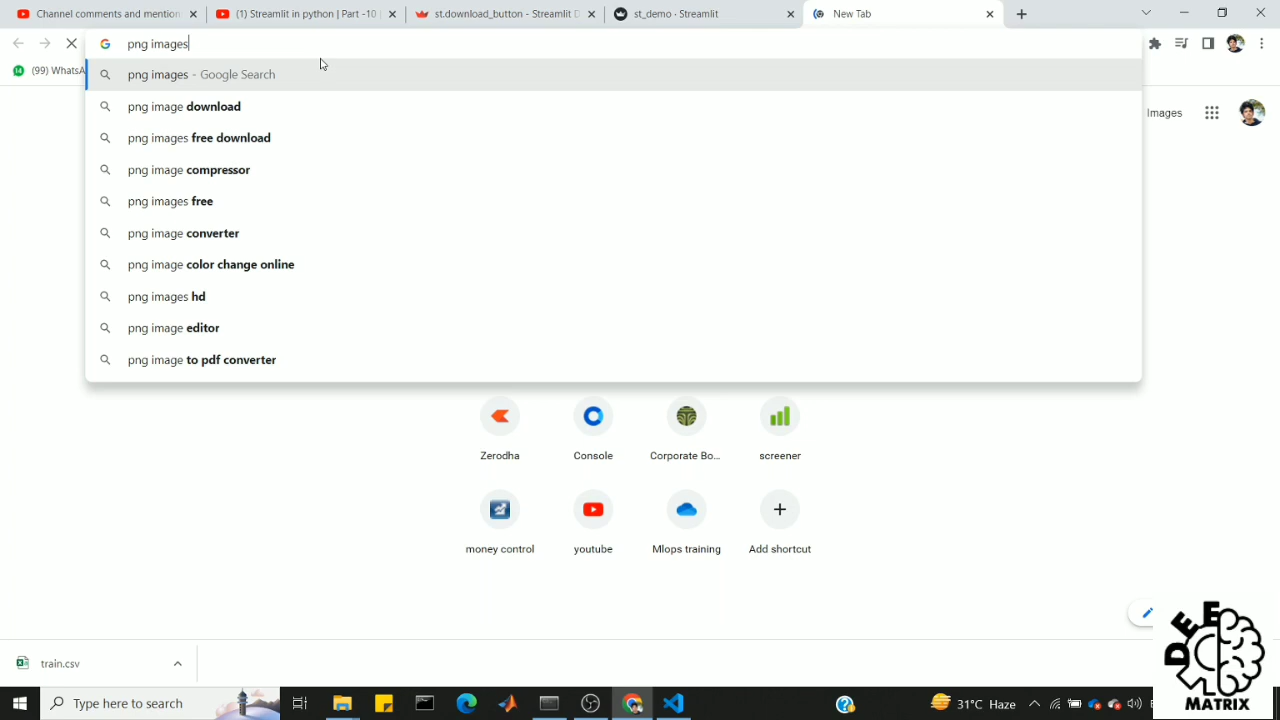 Channel comments and mention
(1) Streamlit in python | Part -10 |
st.download_button - Streamlit D
st_demo · Streamlit
New Tab
png images
(99) WhatsA
png images - Google Search
png image download
png images free download
png image compressor
png images free
png image converter
png image color change online
png images hd
png image editor
png image to pdf converter
Images
Zerodha
Console
Corporate Bo...
screener
money control
youtube
Mlops training
Add shortcut
train.csv
DEE
MATRIX
Type here to search
31°C Haze